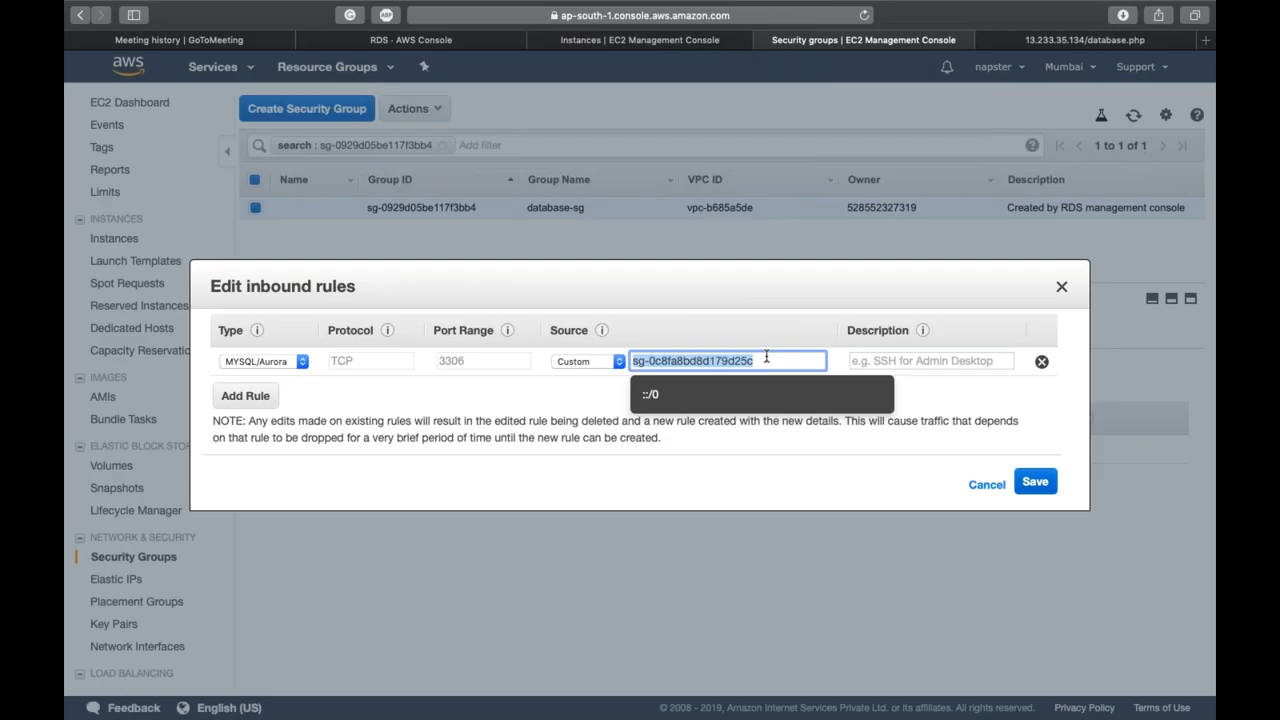 ap-south-1.console.aws.amazon.com
Meeting history | GoToMeeting
RDS - AWS Console
Instances | EC2 Management Console
Security groups | EC2 Management Console
13.233.35.134/database.php
aws
Services
Resource Groups
napster
Mumbai
Support
EC2 Dashboard
Events
Tags
Reports
Limits
INSTANCES
Instances
Launch Templates
Spot Requests
Reserved Instances
Dedicated Hosts
Capacity Reservatio
IMAGES
AMIs
Bundle Tasks
ELASTIC BLOCK STOR
Volumes
Snapshots
Lifecycle Manager
NETWORK & SECURITY
Security Groups
Elastic IPs
Placement Groups
Key Pairs
Network Interfaces
LOAD BALANCING
Create Security Group
Actions
search : sg-0929d05be117f3bb4
Add filter
1 to 1 of 1
Name
Group ID
Group Name
VPC ID
Owner
Description
sg-0929d05be117f3bb4
database-sg
vpc-b685a5de
528552327319
Created by RDS management console
Edit inbound rules
Type
Protocol
Port Range
Source
Description
MYSQL/Aurora
TCP
3306
Custom
sg-0c8fa8bd8d179d25c
e.g. SSH for Admin Desktop
::/0
Add Rule
NOTE: Any edits made on existing rules will result in the edited rule being deleted and a new rule created with the new details. This will cause traffic that depends
on that rule to be dropped for a very brief period of time until the new rule can be created.
Cancel
Save
Feedback
English (US)
© 2008 - 2019, Amazon Internet Services Private Ltd. or its affiliates. All rights reserved.
Privacy Policy
Terms of Use